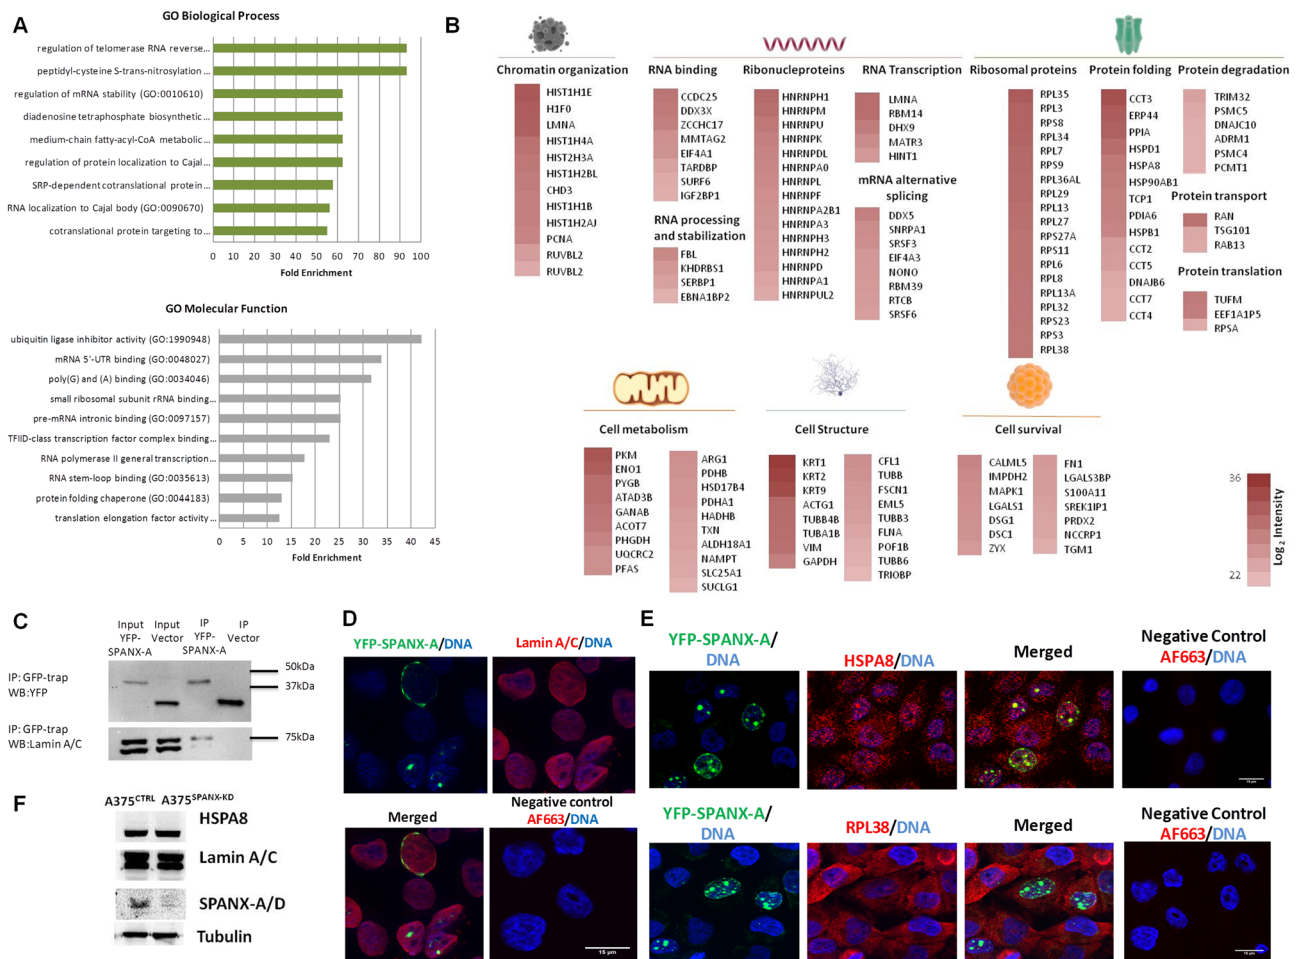 A
GO Biological Process
regulation of telomerase RNA reverse...
peptidyl-cysteine S-trans-nitrosylation ...
regulation of mRNA stability (GO:0010610)
diadenosine tetraphosphate biosynthetic...
medium-chain fatty-acyl-CoA metabolic...
regulation of protein localization to Cajal...
SRP-dependent cotranslational protein...
RNA localization to Cajal body (GO:0090670)
cotranslational protein targeting to...
0 10 20 30 40 50 60 70 80 90 100
Fold Enrichment
GO Molecular Function
ubiquitin ligase inhibitor activity (GO:1990948)
mRNA 5'-UTR binding (GO:0048027)
poly(G) and (A) binding (GO:0034046)
small ribosomal subunit rRNA binding...
pre-mRNA intronic binding (GO:0097157)
TFIID-class transcription factor complex binding...
RNA polymerase II general transcription...
RNA stem-loop binding (GO:0035613)
protein folding chaperone (GO:0044183)
translation elongation factor activity...
0 5 10 15 20 25 30 35 40 45
Fold Enrichment
B
Chromatin organization
HIST1H1E
H1F0
LMNA
HIST1H4A
HIST2H3A
HIST1H2BL
CHD3
HIST1H1B
HIST1H2AJ
PCNA
RUVBL2
RUVBL2
RNA binding
CCDC25
DDX3X
ZCCHC17
MMTAG2
EIF4A1
TARDBP
SURF6
IGF2BP1
RNA processing
and stabilization
FBL
KHDRBS1
SERBP1
EBNA1BP2
Ribonucleproteins
HNRNPH1
HNRNPM
HNRNPU
HNRNPK
HNRNPDL
HNRNPA0
HNRNPL
HNRNPF
HNRNPA2B1
HNRNPA3
HNRNPH3
HNRNPH2
HNRNPD
HNRNPA1
HNRNPUL2
RNA Transcription
LMNA
RBM14
DHX9
MATR3
HINT1
mRNA alternative
splicing
DDX5
SNRPA1
SRSF3
EIF4A3
NONO
RBM39
RTCB
SRSF6
Ribosomal proteins
RPL35
RPL3
RPS8
RPL34
RPL7
RPS9
RPL36AL
RPL29
RPL13
RPL27
RPS27A
RPS11
RPL6
RPL8
RPL13A
RPL32
RPS23
RPS3
RPL38
Protein folding
CCT3
ERP44
PPIA
HSPD1
HSPA8
HSP90AB1
TCP1
PDIA6
HSPB1
CCT2
CCT5
DNAJB6
CCT7
CCT4
Protein degradation
TRIM32
PSMC5
DNAJC10
ADRM1
PSMC4
PCMT1
Protein transport
RAN
TSG101
RAB13
Protein translation
TUFM
EEF1A1P5
RPSA
Cell metabolism
PKM
ENO1
PYGB
ATAD3B
GANAB
ACOT7
PHGDH
UQCRC2
PFAS
ARG1
PDHB
HSD17B4
PDHA1
HADHB
TXN
ALDH18A1
NAMPT
SLC25A1
SUCLG1
Cell Structure
KRT1
KRT2
KRT9
ACTG1
TUBB4B
TUBA1B
VIM
GAPDH
CFL1
TUBB
FSCN1
EML5
TUBB3
FLNA
POF1B
TUBB6
TRIOBP
Cell survival
CALML5
IMPDH2
MAPK1
LGALS1
DSG1
DSC1
ZYX
FN1
LGALS3BP
S100A11
SREK1IP1
PRDX2
NCCRP1
TGM1
36
22
Log2 Intensity
C
Input
YFP-
SPANX-A
Input
Vector
IP
YFP-
SPANX-A
IP
Vector
IP: GFP-trap
WB:YFP
50kDa
37kDa
IP: GFP-trap
WB:Lamin A/C
75kDa
D
YFP-SPANX-A/DNA
Lamin A/C/DNA
Merged
Negative control
AF663/DNA
15 µm
E
YFP-SPANX-A/
DNA
HSPA8/DNA
Merged
Negative Control
AF663/DNA
15 µm
YFP-SPANX-A/
DNA
RPL38/DNA
Merged
Negative Control
AF663/DNA
15 µm
F
A375CTRL A375SPANX-KD
HSPA8
Lamin A/C
SPANX-A/D
Tubulin